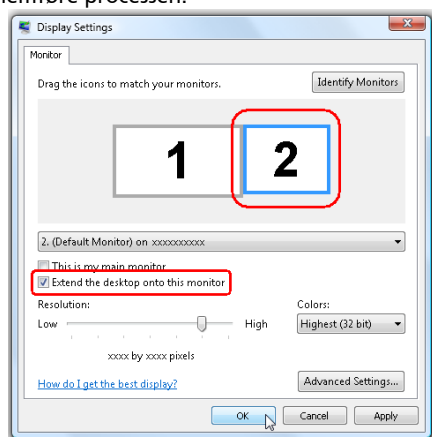 processen.
Display Settings
Monitor
Drag the icons to match your monitors.
Identify Monitors
1
2
2. (Default Monitor) on xxxxxxxxxx
This is my main monitor
Extend the desktop onto this monitor
Resolution:
Colors:
Low
High
Highest (32 bit)
xxxx by xxxx pixels
How do I get the best display?
Advanced Settings...
OK
Cancel
Apply